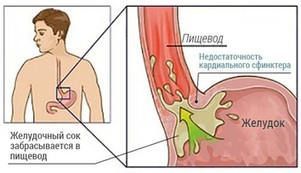 Пищевод
Недостаточность
кардиального сфинктера
Желудок
Желудочный сок
забрасывается в
пищевод